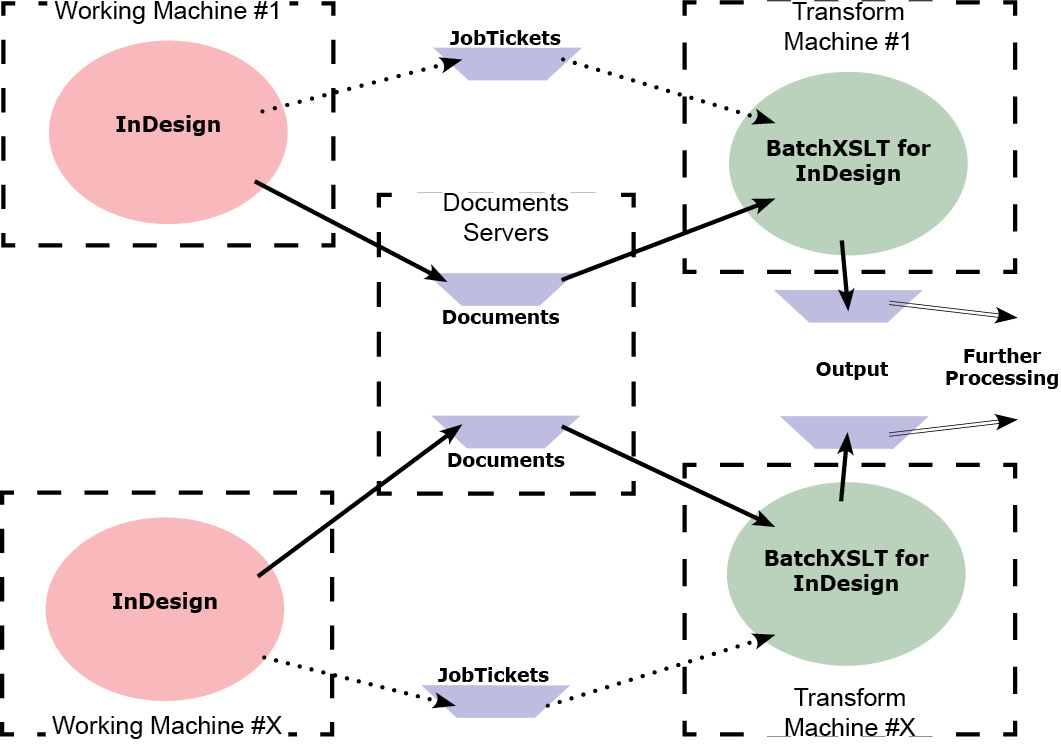 Working Machine #1
JobTickets
Transform
Machine #1
InDesign
BatchXSLT for
InDesign
Documents
Servers
Documents
Output
Further
Processing
Documents
InDesign
BatchXSLT for
InDesign
JobTickets
Working Machine #X
Transform
Machine #X